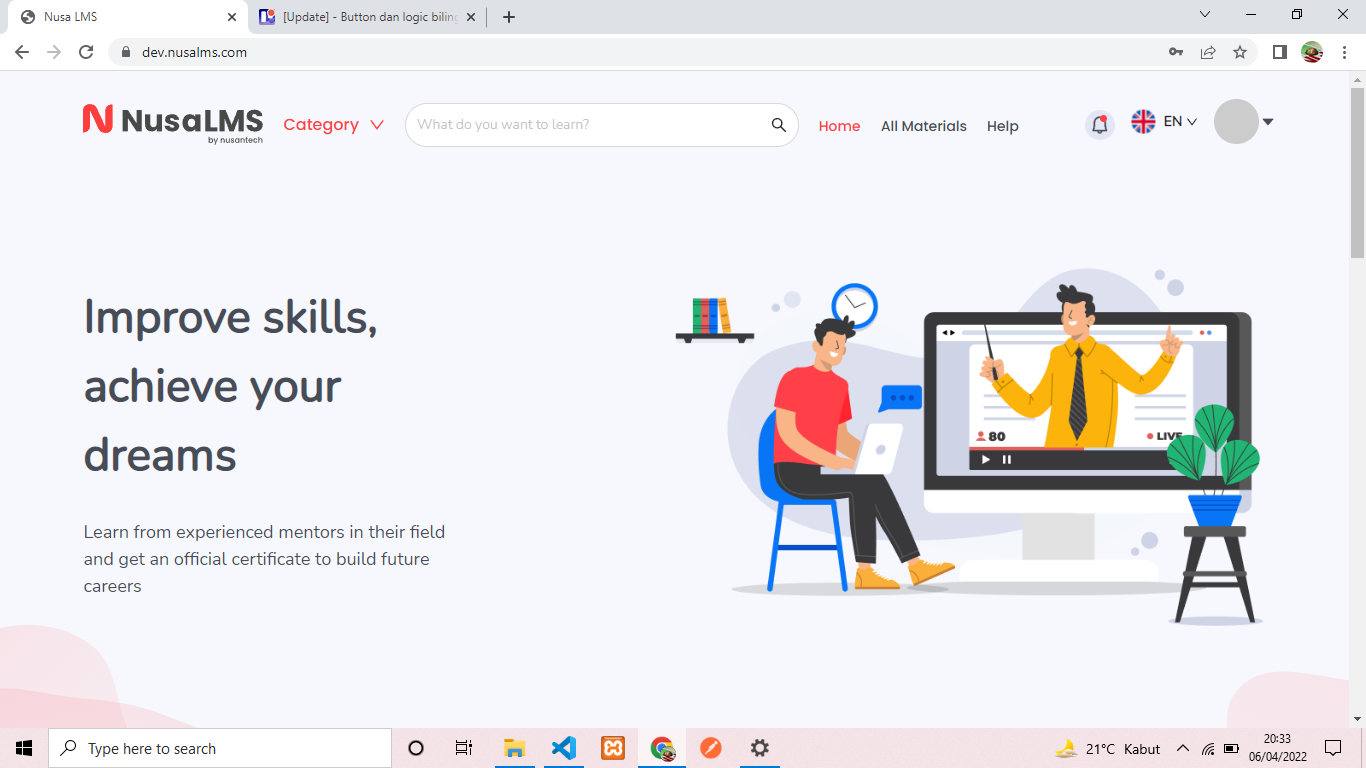 Nusa LMS
[Update] - Button dan logic biling
dev.nusalms.com
NusaLMS
by nusantech
Category
What do you want to learn?
Home
All Materials
Help
EN
Improve skills,
achieve your
dreams
Learn from experienced mentors in their field
and get an official certificate to build future
careers
80
LIVE
Type here to search
21°C Kabut
20:33
06/04/2022